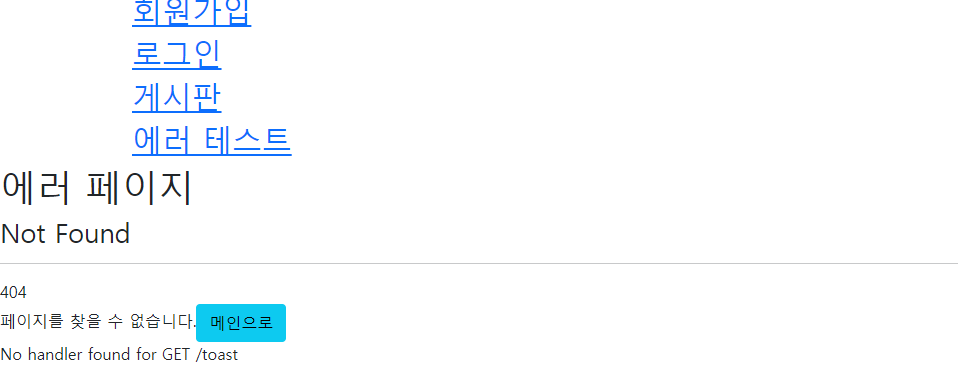 회원가입
로그인
게시판
에러 테스트
에러 페이지
Not Found
404
페이지를 찾을 수 없습니다. 메인으로
No handler found for GET /toast